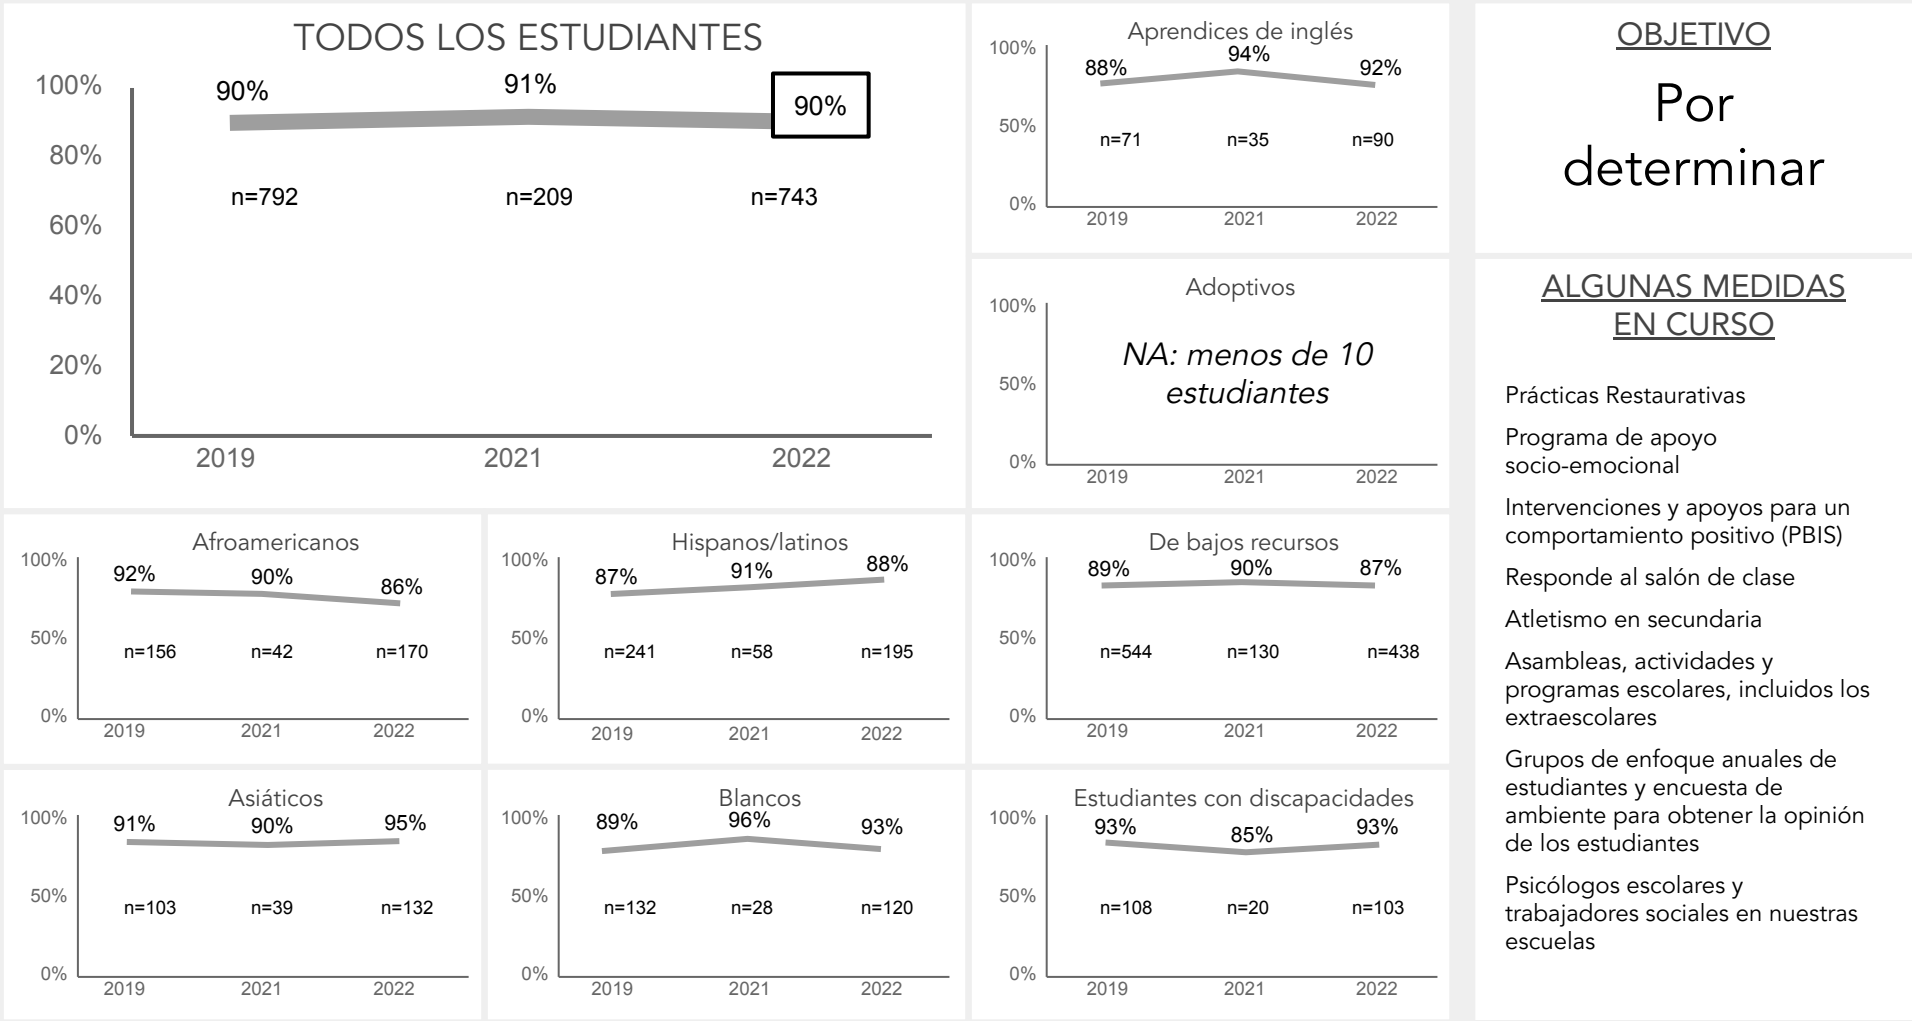 TODOS LOS ESTUDIANTES
100%
80%
60%
40%
20%
0%
90%
91%
90%
n=792
n=209
n=743
2019
2021
2022
Aprendices de inglés
100%
50%
0%
88%
94%
92%
n=71
n=35
n=90
2019
2021
2022
Adoptivos
100%
50%
0%
NA: menos de 10
estudiantes
2019
2021
2022
Afroamericanos
100%
50%
0%
92%
90%
86%
n=156
n=42
n=170
2019
2021
2022
Hispanos/latinos
100%
50%
0%
87%
91%
88%
n=241
n=58
n=195
2019
2021
2022
De bajos recursos
100%
50%
0%
89%
90%
87%
n=544
n=130
n=438
2019
2021
2022
Asiáticos
100%
50%
0%
91%
90%
95%
n=103
n=39
n=132
2019
2021
2022
Blancos
100%
50%
0%
89%
96%
93%
n=132
n=28
n=120
2019
2021
2022
Estudiantes con discapacidades
100%
50%
0%
93%
85%
93%
n=108
n=20
n=103
2019
2021
2022
OBJETIVO
Por
determinar
ALGUNAS MEDIDAS
EN CURSO
Prácticas Restaurativas
Programa de apoyo
socio-emocional
Intervenciones y apoyos para un
comportamiento positivo (PBIS)
Responde al salón de clase
Atletismo en secundaria
Asambleas, actividades y
programas escolares, incluidos los
extraescolares
Grupos de enfoque anuales de
estudiantes y encuesta de
ambiente para obtener la opinión
de los estudiantes
Psicólogos escolares y
trabajadores sociales en nuestras
escuelas